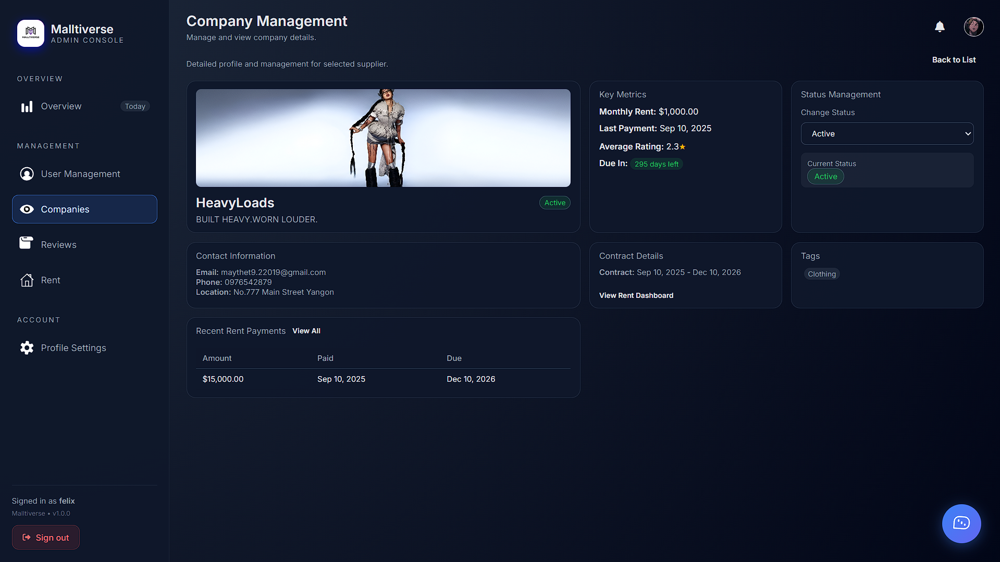 MALLTIVERSE
Malltiverse
ADMIN CONSOLE
OVERVIEW
Overview
Today
MANAGEMENT
User Management
Companies
Reviews
Rent
ACCOUNT
Profile Settings
Signed in as felix
Malltiverse • v1.0.0
Sign out
Company Management
Manage and view company details.
Detailed profile and management for selected supplier.
Back to List
HeavyLoads
Active
BUILT HEAVY.WORN LOUDER.
Key Metrics
Monthly Rent: $1,000.00
Last Payment: Sep 10, 2025
Average Rating: 2.3★
Due In: 295 days left
Status Management
Change Status
Active
Current Status
Active
Contact Information
Email: maythet9.22019@gmail.com
Phone: 0976542879
Location: No.777 Main Street Yangon
Contract Details
Contract: Sep 10, 2025 - Dec 10, 2026
View Rent Dashboard
Tags
Clothing
Recent Rent Payments View All
Amount Paid Due
$15,000.00 Sep 10, 2025 Dec 10, 2026